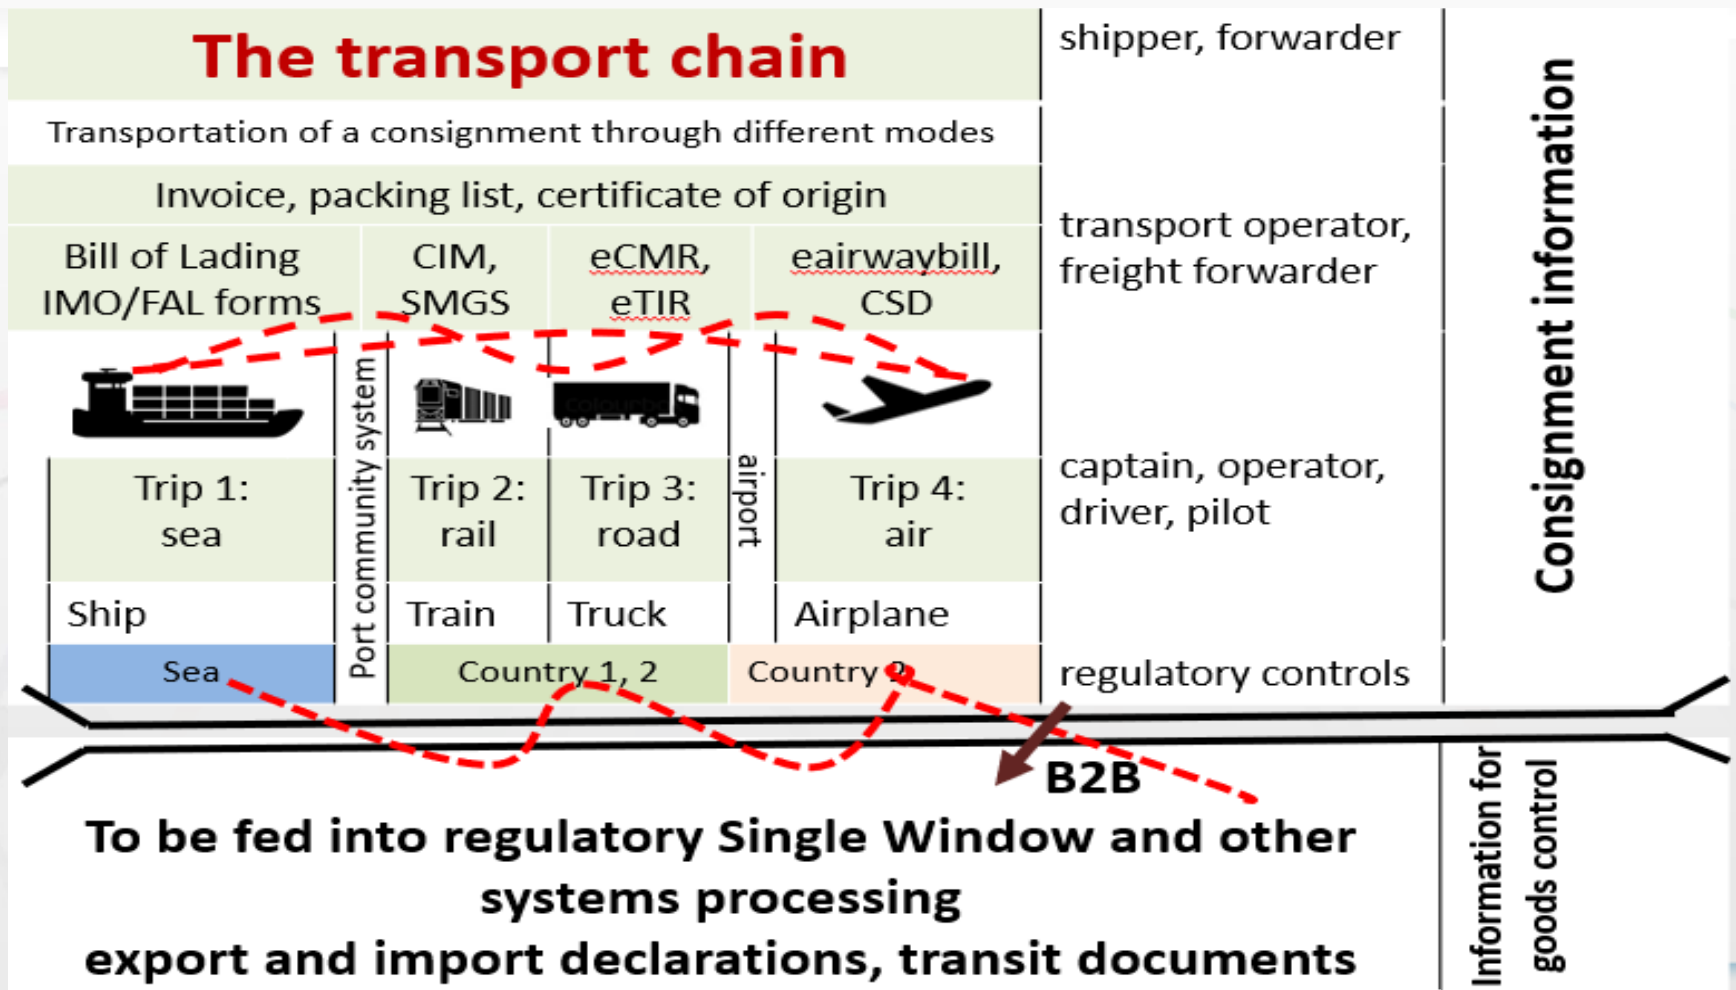 The transport chain
shipper, forwarder
Transportation of a consignment through different modes
Invoice, packing list, certificate of origin
Bill of Lading
IMO/FAL forms
CIM,
SMGS
eCMR,
eTIR
eairwaybill,
CSD
transport operator,
freight forwarder
Port community system
airport
Trip 1:
sea
Trip 2:
rail
Trip 3:
road
Trip 4:
air
captain, operator,
driver, pilot
Ship
Train
Truck
Airplane
Sea
Country 1, 2
Country
regulatory controls
Consignment information
B2B
To be fed into regulatory Single Window and other
systems processing
export and import declarations, transit documents
Information for
goods control